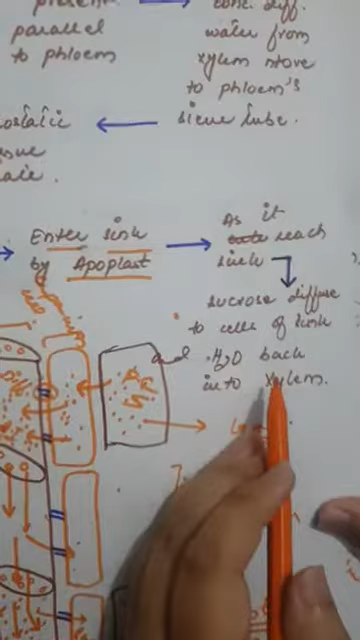 present
parallel
to phloem
conc. diff.
water from
xylem move
to phloem's
sieve tube.
Enter sink
by Apoplast
As it
reach
sink
sucrose diffuse
to cells of sink
and H₂O back
into xylem.